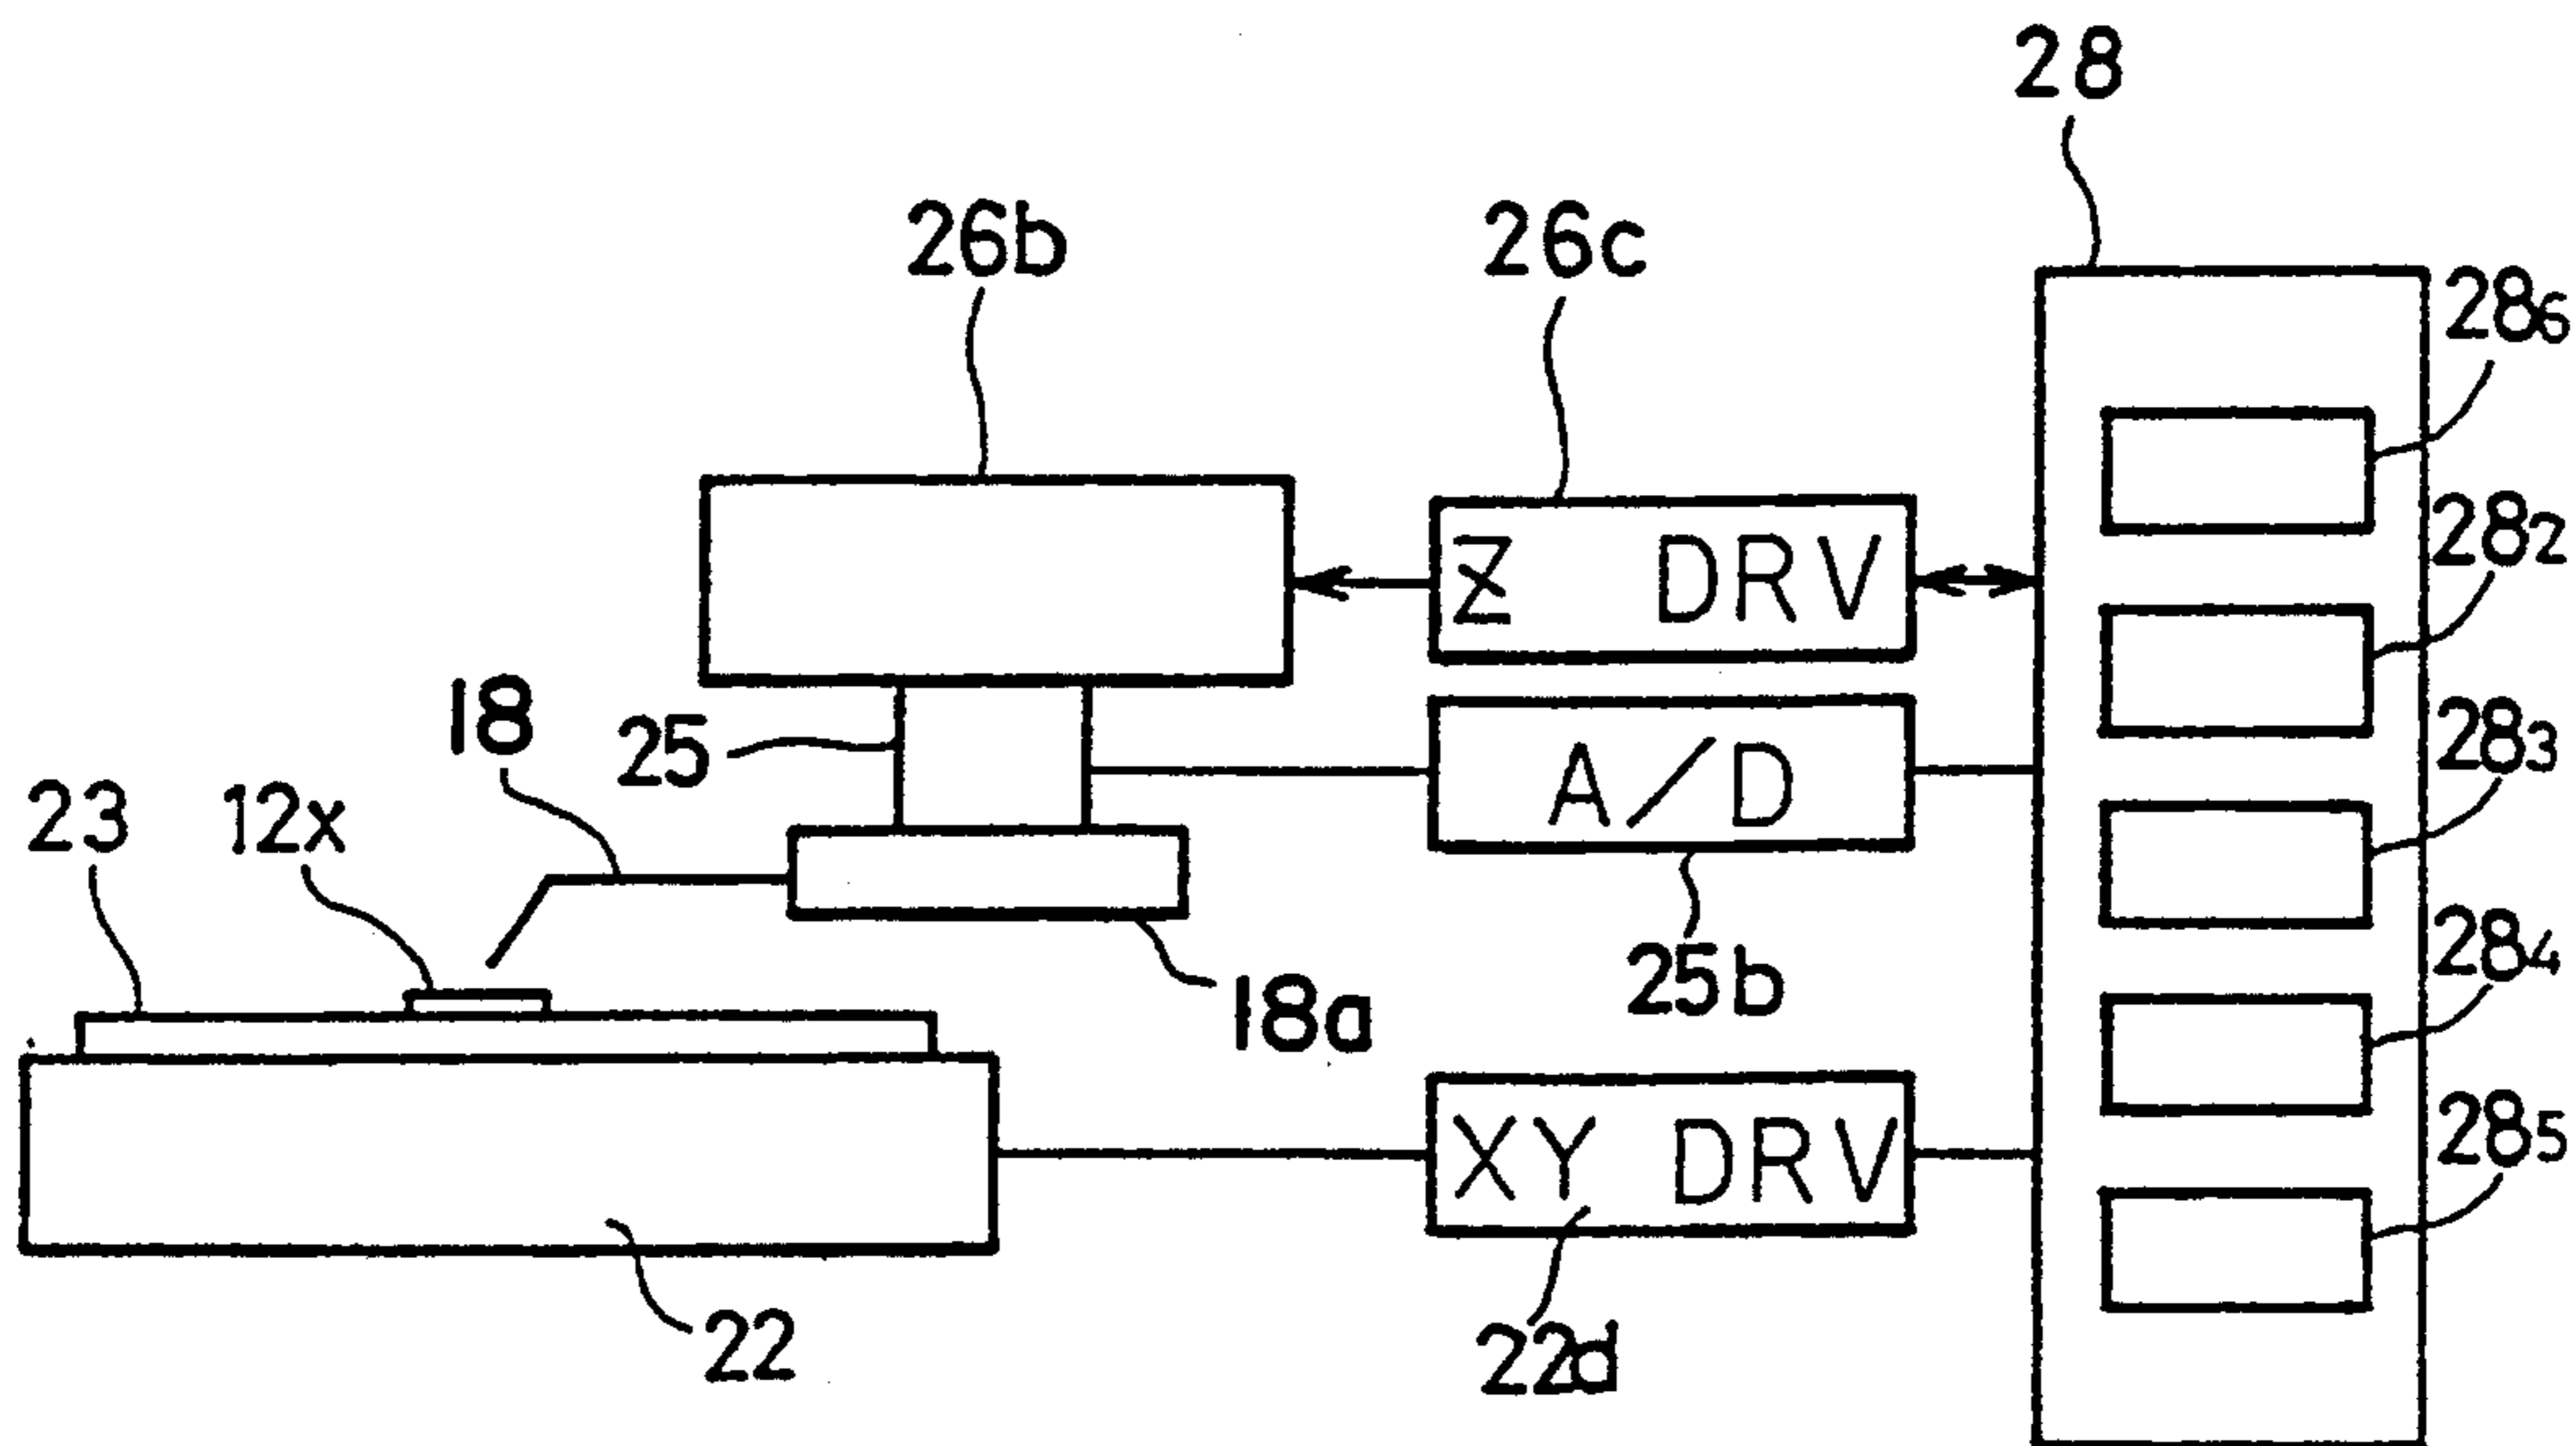 28
26b
26c
28₆
Z DRV
28₂
18
25
28₃
23
12x
A/D
28₄
25b
18a
XY DRV
28₅
22
22d